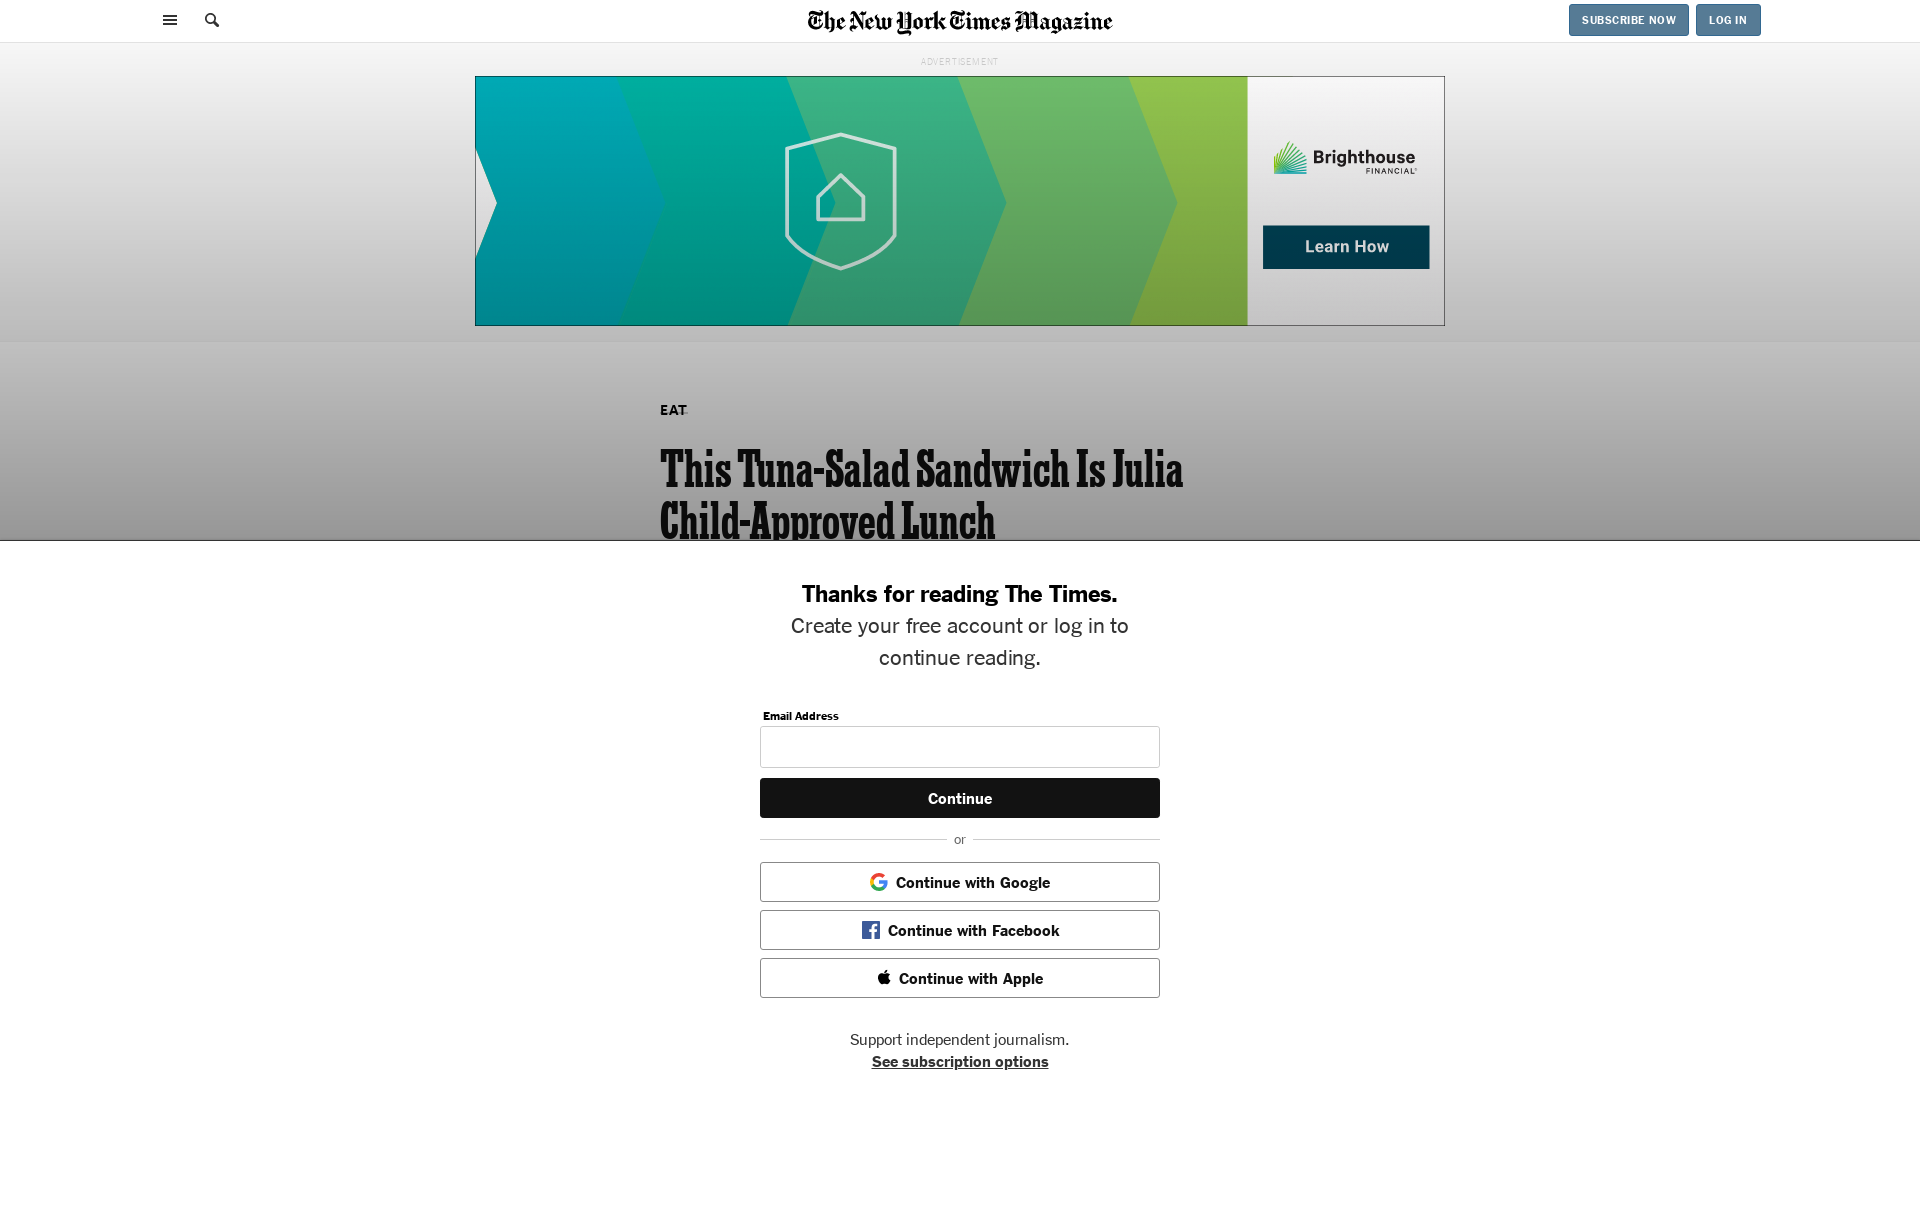 The New York Times Magazine
SUBSCRIBE NOW
LOG IN
ADVERTISEMENT
Brighthouse
FINANCIAL
Learn How
EAT
This Tuna-Salad Sandwich Is Julia
Child-Approved Lunch
Thanks for reading The Times.
Create your free account or log in to
continue reading.
Email Address
Continue
or
Continue with Google
Continue with Facebook
Continue with Apple
Support independent journalism.
See subscription options